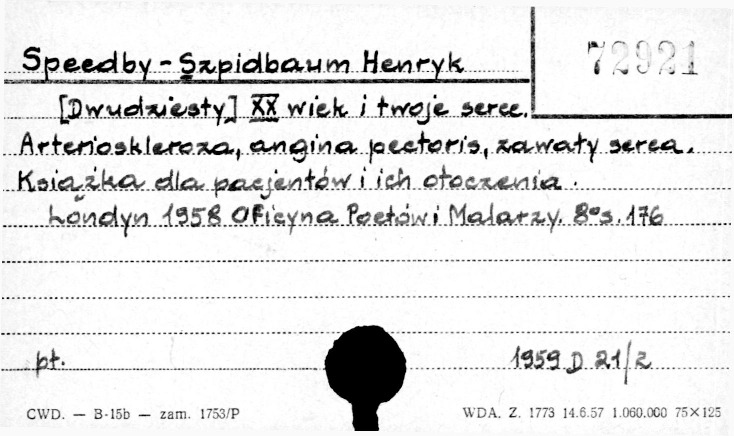 Speedby - Szpidbaum Henryk
72921
[Dwudziesty] XX wiek i twoje serce.
Arterioskleroza, angina pectoris, zawały serca.
Książka dla pacjentów i ich otoczenia.
Londyn 1958 Oficyna Poetów i Malarzy. 8° s. 176
pt.
1959 D 21/2
CWD. — B-15b — zam. 1753/P
WDA. Z. 1773 14.6.57 1.060.000 75×125